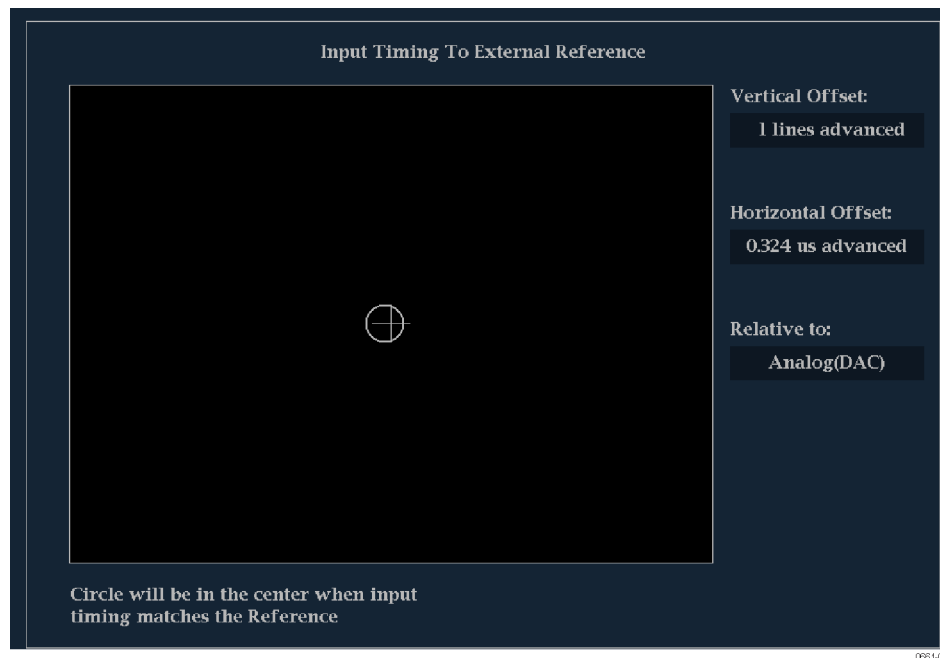 Input Timing To External Reference
Vertical Offset:
1 lines advanced
Horizontal Offset:
0.324 us advanced
Relative to:
Analog(DAC)
Circle will be in the center when input
timing matches the Reference